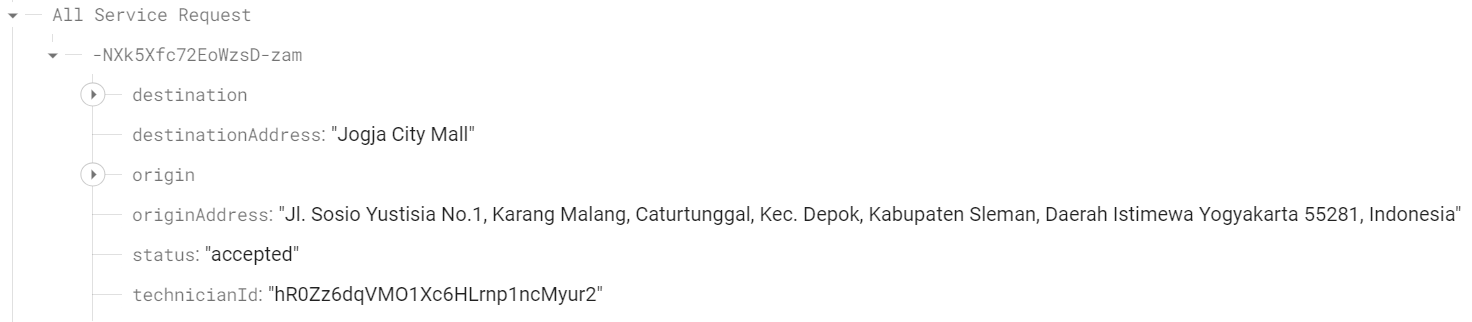 All Service Request
-NXk5Xfc72EoWzsD-zam
destination
destinationAddress: "Jogja City Mall"
origin
originAddress: "Jl. Sosio Yustisia No.1, Karang Malang, Caturtunggal, Kec. Depok, Kabupaten Sleman, Daerah Istimewa Yogyakarta 55281, Indonesia"
status: "accepted"
technicianId: "hR0Zz6dqVMO1Xc6HLrnp1ncMyur2"